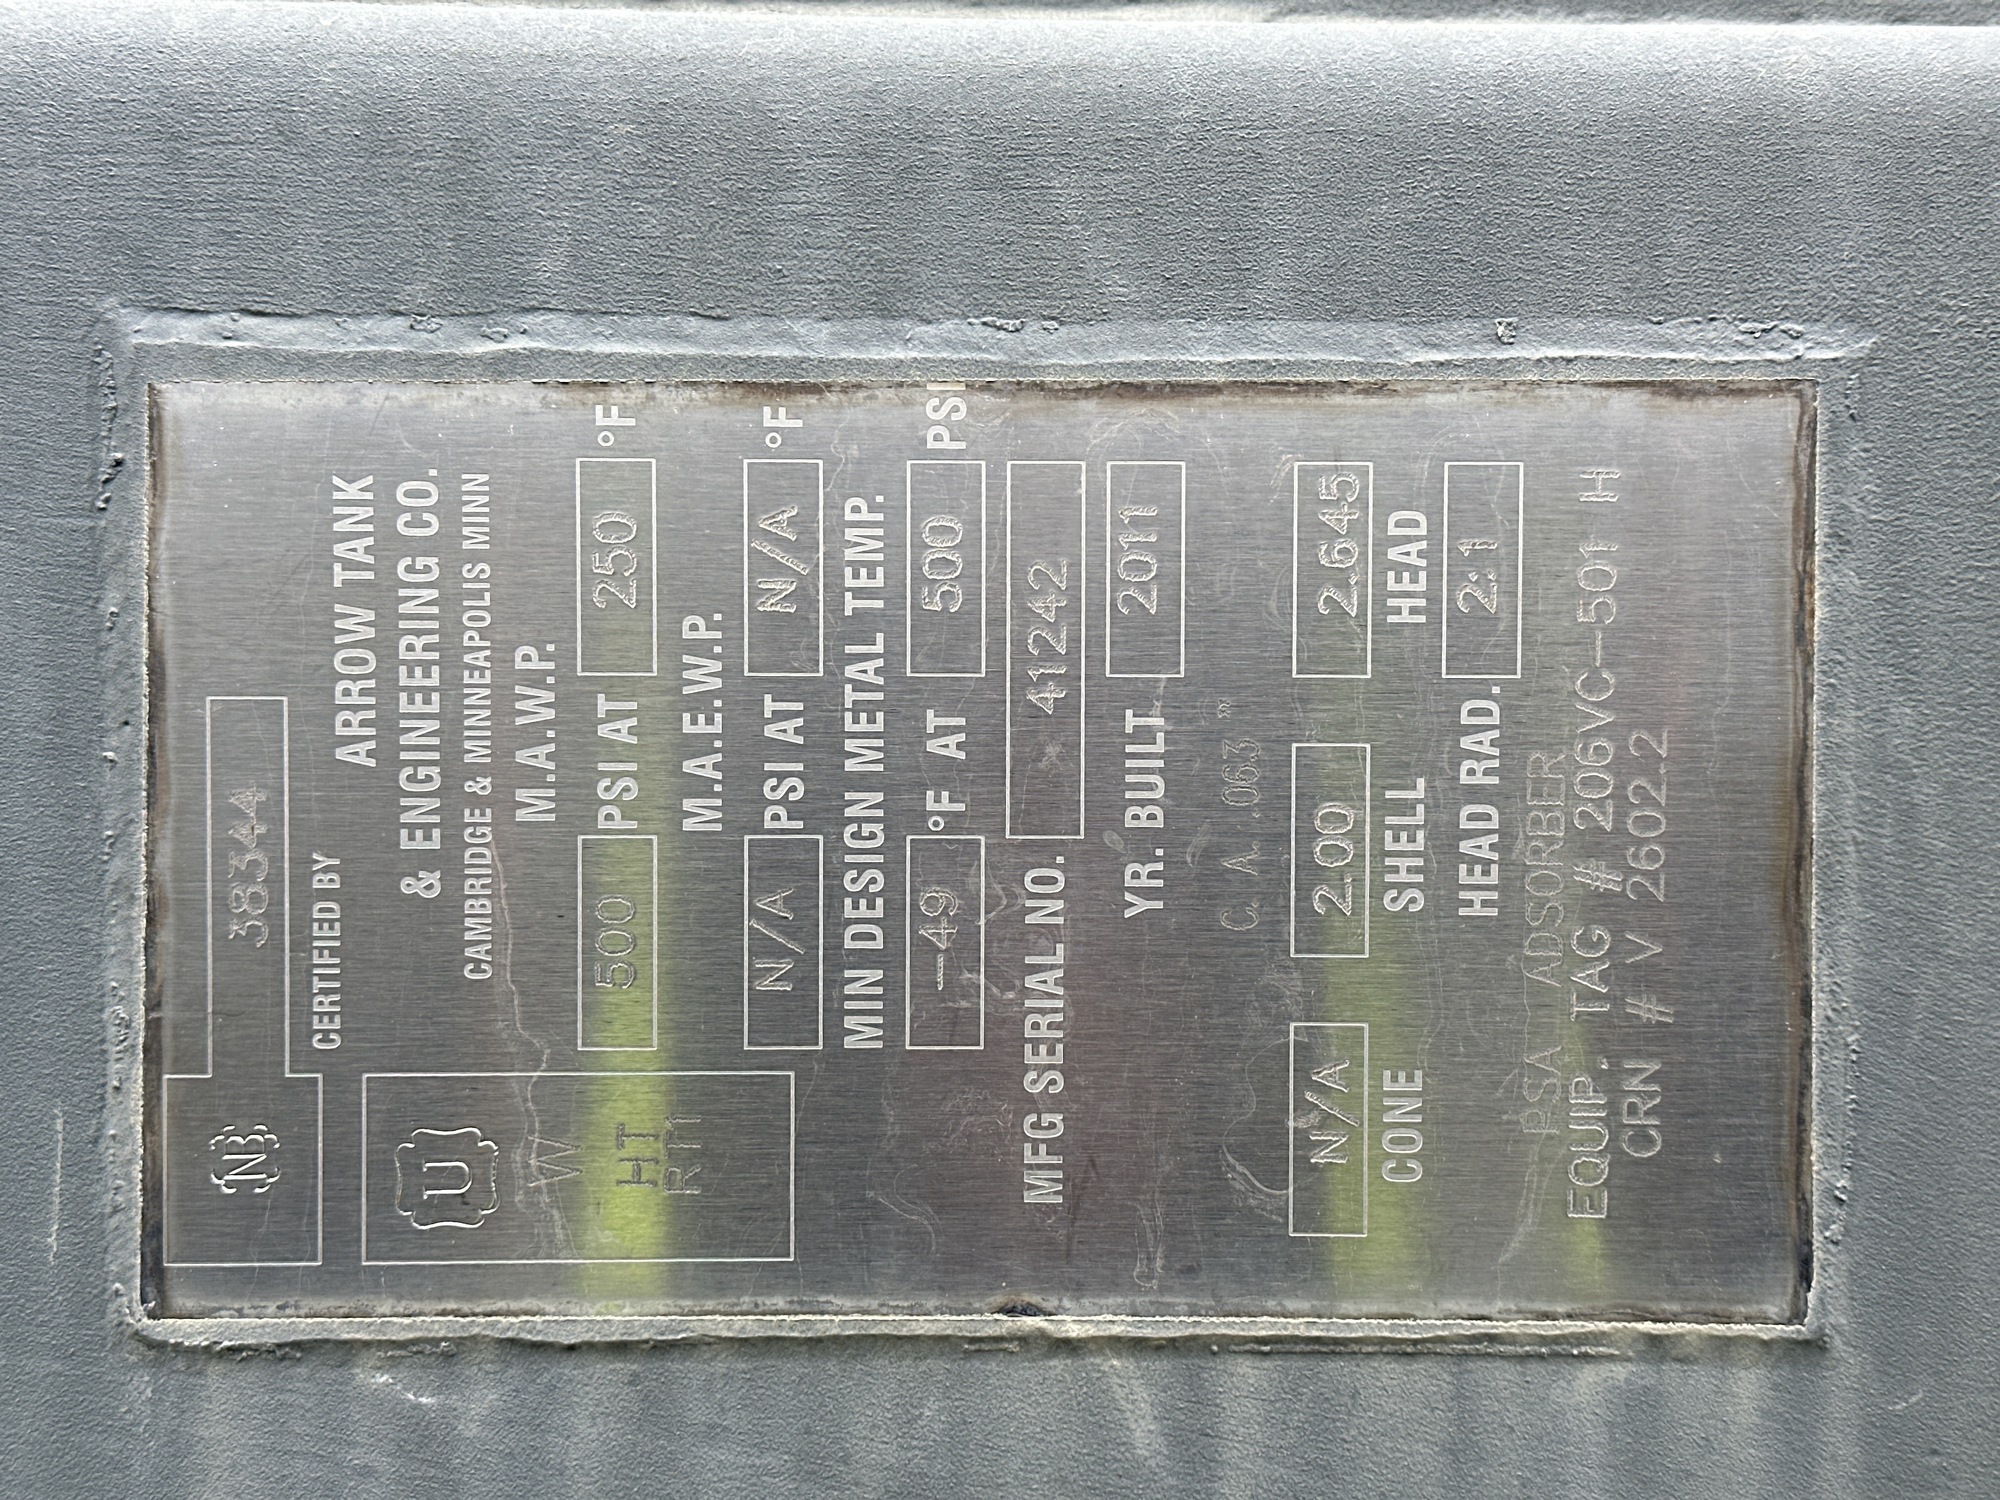 NB 38344
CERTIFIED BY
ARROW TANK
& ENGINEERING CO.
CAMBRIDGE & MINNEAPOLIS MINN
U
W
HT
RT1
M.A.W.P.
500 PSI AT 250 °F
M.A.E.W.P.
N/A PSI AT N/A °F
MIN DESIGN METAL TEMP.
-49 °F AT 500 PSI
MFG SERIAL NO. 41242
YR. BUILT 2011
C. A. .063"
N/A 2.00 2.645
CONE SHELL HEAD
HEAD RAD. 2:1
PSA ADSORBER
EQUIP. TAG # 206VC-501 H
CRN # V 2602.2